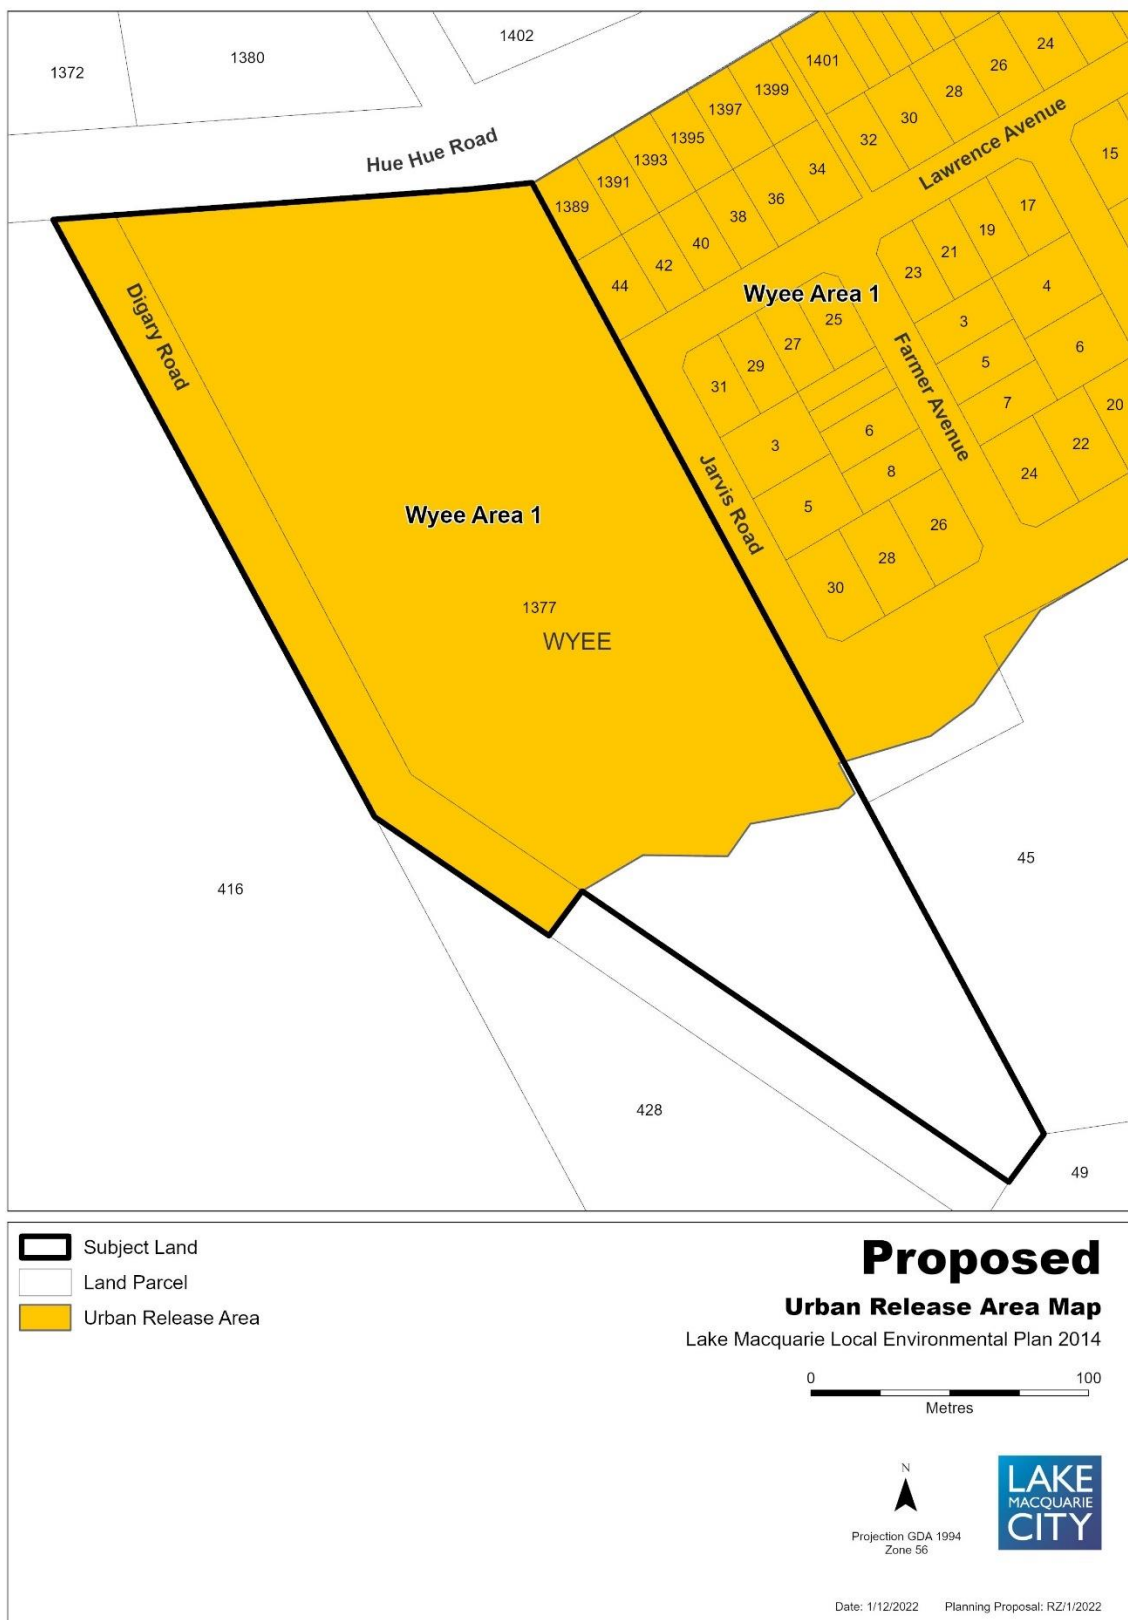 1402
1380
1372
24
1401
26
1399
28
1397
30
1395
32
Lawrence Avenue
Hue Hue Road
1393
15
34
1391
36
1389
17
38
19
40
21
42
23
44
Wyee Area 1
4
Digary Road
25
3
27
6
29
5
Farmer Avenue
31
7
20
6
3
22
8
24
Jarvis Road
5
Wyee Area 1
26
28
30
1377
WYEE
45
416
428
49
Subject Land
Land Parcel
Urban Release Area
Proposed
Urban Release Area Map
Lake Macquarie Local Environmental Plan 2014
0 100
Metres
N
Projection GDA 1994
Zone 56
LAKE
MACQUARIE
CITY
Date: 1/12/2022 Planning Proposal: RZ/1/2022